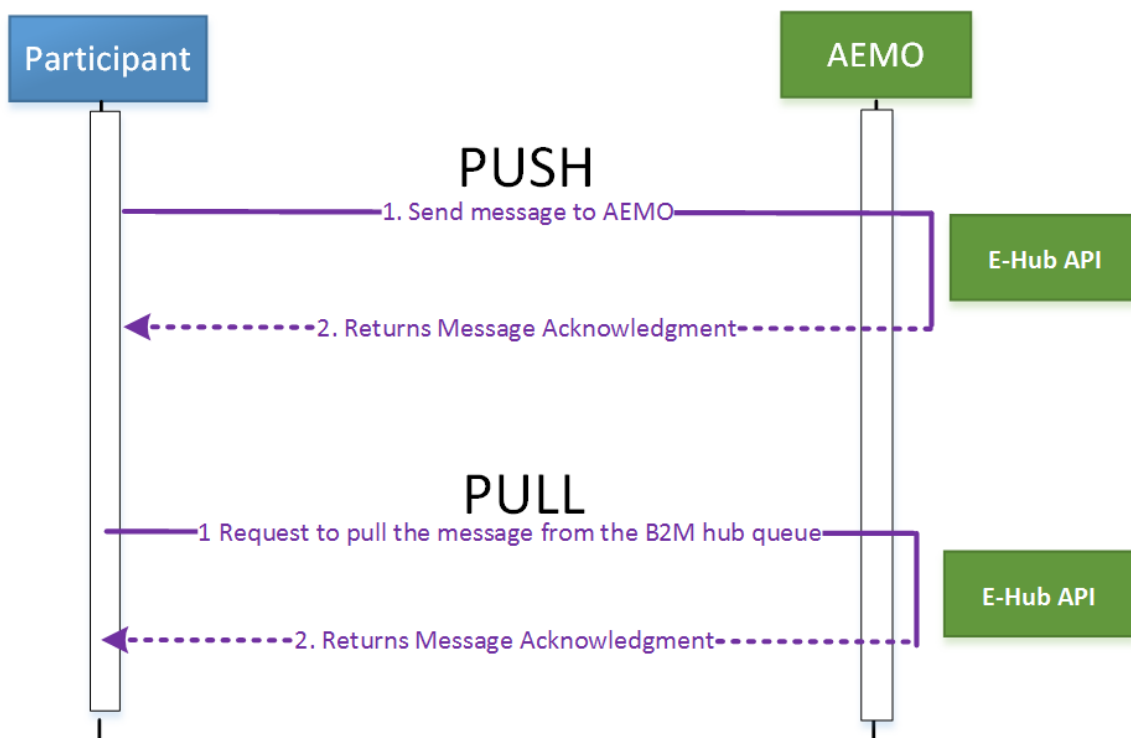 Participant
AEMO
PUSH
1. Send message to AEMO
E-Hub API
2. Returns Message Acknowledgment
PULL
1 Request to pull the message from the B2M hub queue
E-Hub API
2. Returns Message Acknowledgment